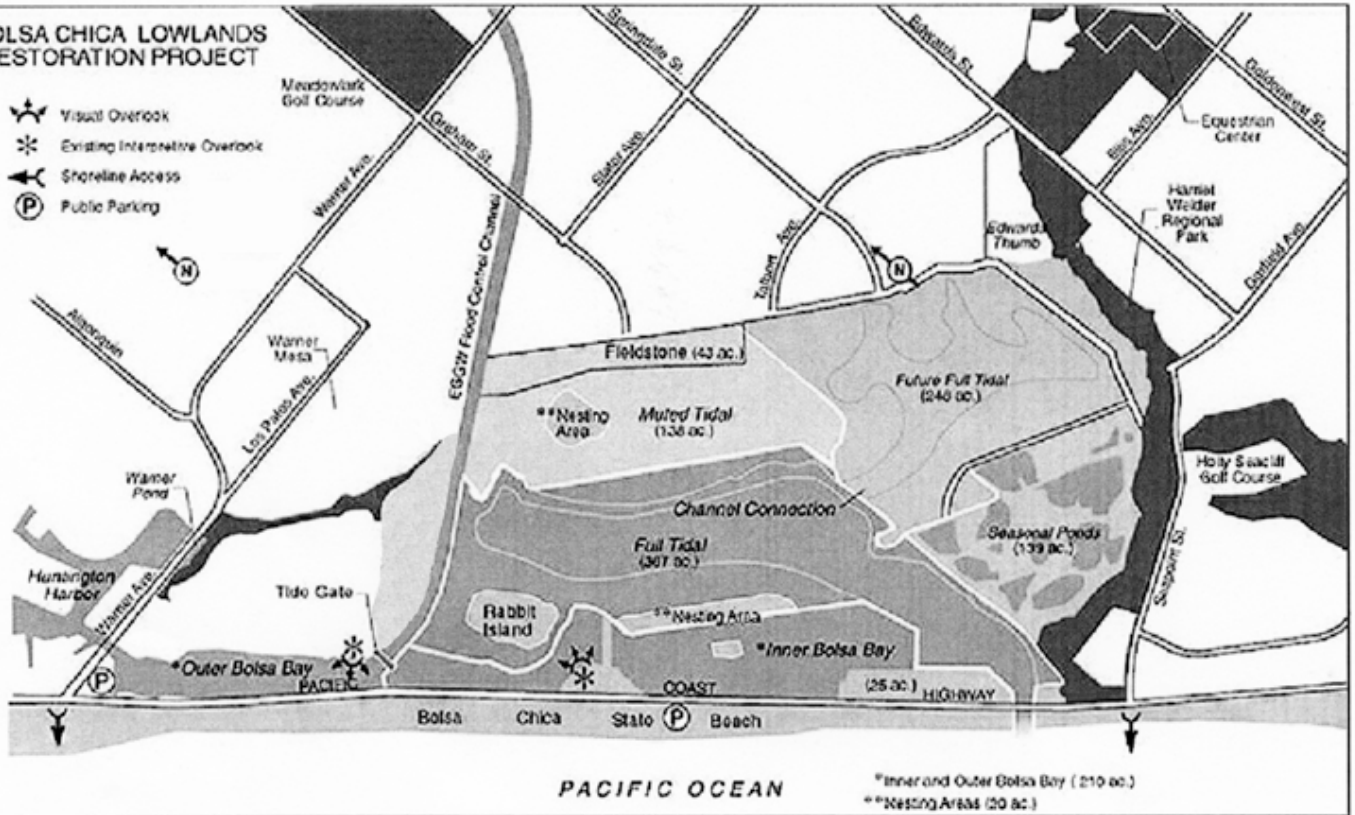 OLSA CHICA LOWLANDS
ESTORATION PROJECT
Visual Overlook
Existing Interpretive Overlook
Shoreline Access
P Public Parking
N
Meadowlark
Golf Course
Graham St.
Warner Ave.
Springdale St.
Slater Ave.
Edwards St.
Goldenwest St.
Ellis Ave.
Equestrian
Center
Harriet
Wieder
Regional
Park
Garfield Ave.
Edwards
Thumb
Talbert Ave.
N
EGGW Flood Control Channel
Algonquin
Warner
Mesa
Los Patos Ave.
Warner
Pond
Fieldstone (43 ac.)
**Nesting
Area
Muted Tidal
(138 ac.)
Future Full Tidal
(248 ac.)
Holly Seacliff
Golf Course
Channel Connection
Full Tidal
(367 ac.)
Seasonal Ponds
(139 ac.)
Seapoint St.
Huntington
Harbor
Warner Ave.
Tide Gate
Rabbit
Island
**Nesting Area
*Inner Bolsa Bay
*Outer Bolsa Bay
(25 ac.)
P
PACIFIC COAST HIGHWAY
Bolsa Chica State P Beach
PACIFIC OCEAN
*Inner and Outer Bolsa Bay (210 ac.)
**Nesting Areas (20 ac.)